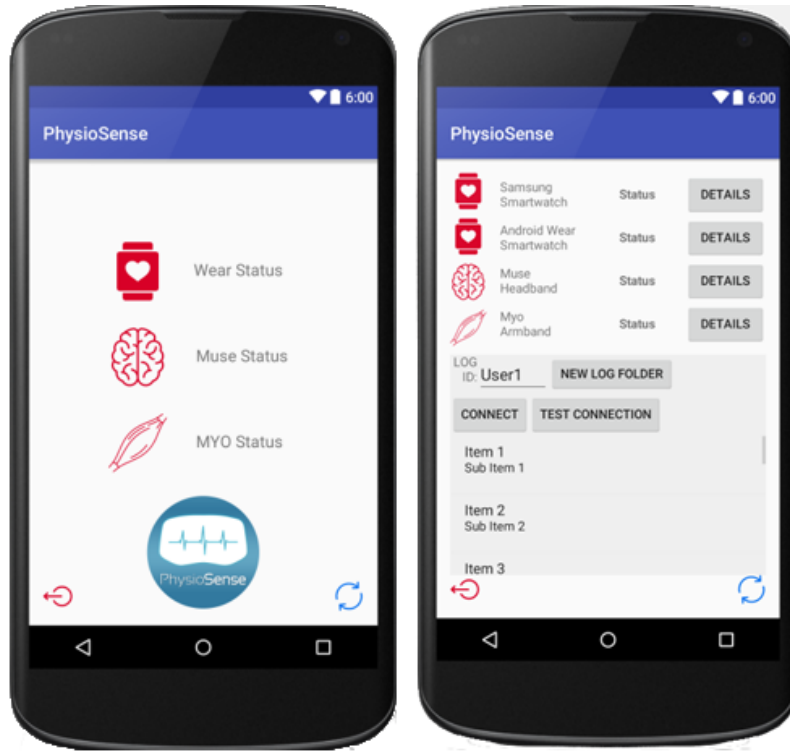 6:00
PhysioSense
Wear Status
Muse Status
MYO Status
PhysioSense
6:00
PhysioSense
Samsung
Smartwatch
Status
DETAILS
Android Wear
Smartwatch
Status
DETAILS
Muse
Headband
Status
DETAILS
Myo
Armband
Status
DETAILS
LOG
ID: User1
NEW LOG FOLDER
CONNECT
TEST CONNECTION
Item 1
Sub Item 1
Item 2
Sub Item 2
Item 3